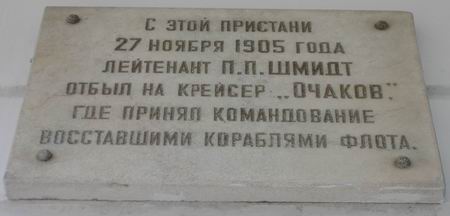 С ЭТОЙ ПРИСТАНИ
27 НОЯБРЯ 1905 ГОДА
ЛЕЙТЕНАНТ П.П.ШМИДТ
ОТБЫЛ НА КРЕЙСЕР „ОЧАКОВ",
ГДЕ ПРИНЯЛ КОМАНДОВАНИЕ
ВОССТАВШИМИ КОРАБЛЯМИ ФЛОТА.